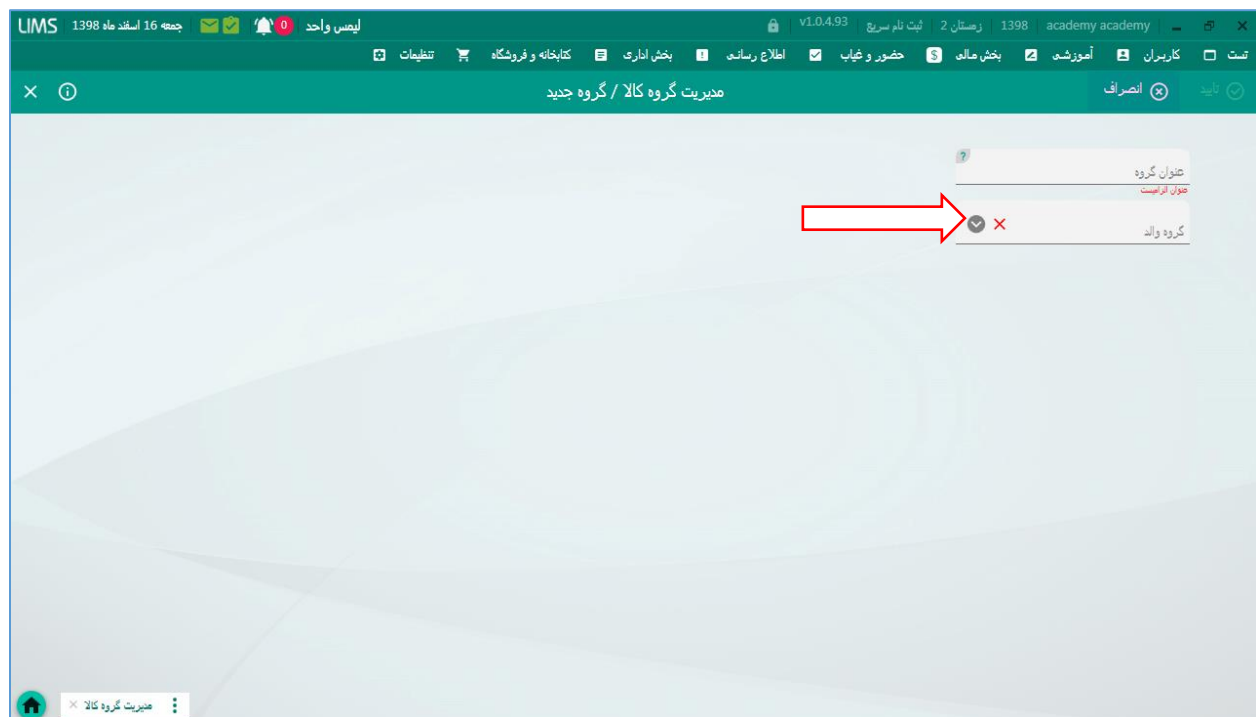 academy academy | 1398 | زمستان 2 | ثبت نام سریع | v1.0.4.93
لیمس واحد 0 جمعه 16 اسفند ماه 1398 LIMS
تست کاربران آموزشی بخش مالی حضور و غیاب اطلاع رسانی بخش اداری کتابخانه و فروشگاه تنظیمات
تایید انصراف مدیریت گروه کالا / گروه جدید
?
عنوان گروه
عنوان الزامیست
گروه والد
مدیریت گروه کالا